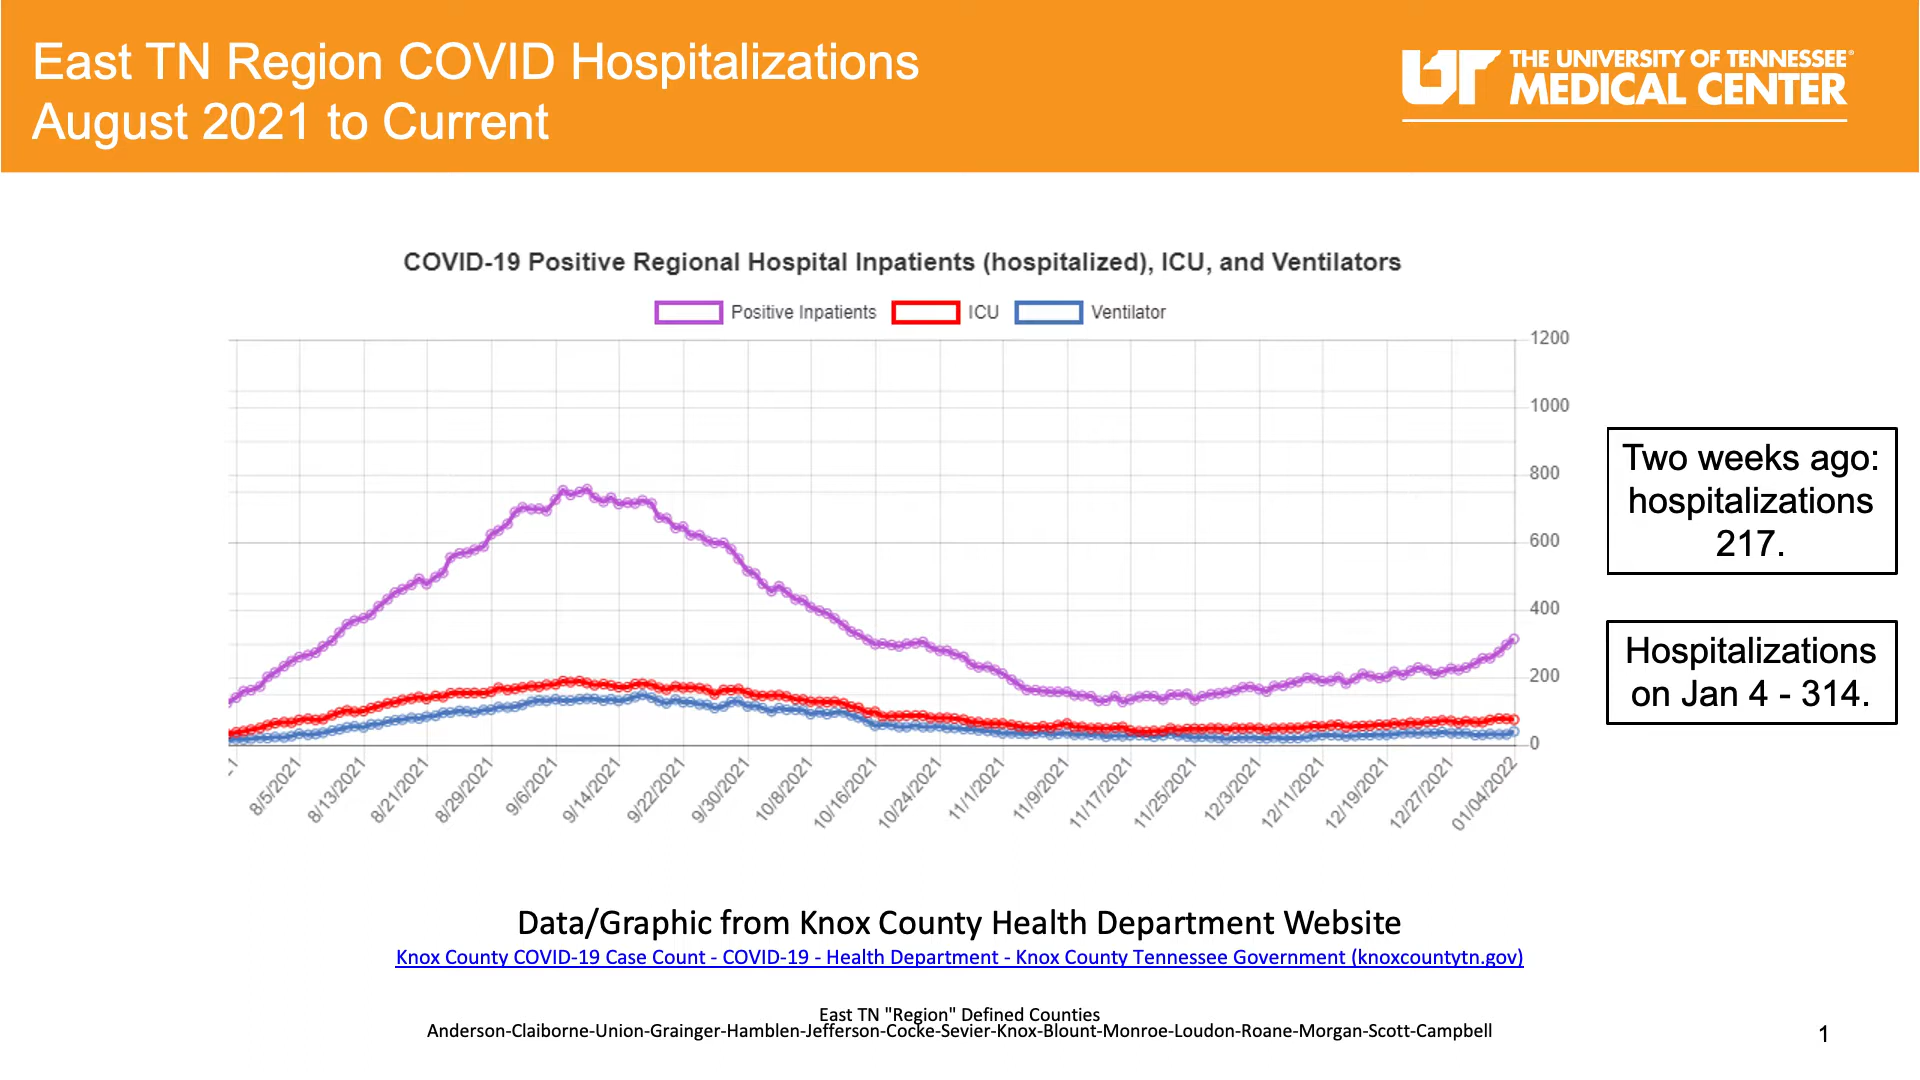 East TN Region COVID Hospitalizations
August 2021 to Current
UT THE UNIVERSITY OF TENNESSEE®
MEDICAL CENTER
COVID-19 Positive Regional Hospital Inpatients (hospitalized), ICU, and Ventilators
Positive Inpatients ICU Ventilator
1200
1000
800
600
400
200
0
8/5/2021 8/13/2021 8/21/2021 8/29/2021 9/6/2021 9/14/2021 9/22/2021 9/30/2021 10/8/2021 10/16/2021 10/24/2021 11/1/2021 11/9/2021 11/17/2021 11/25/2021 12/3/2021 12/11/2021 12/19/2021 12/27/2021 01/04/2022
Two weeks ago:
hospitalizations
217.
Hospitalizations
on Jan 4 - 314.
Data/Graphic from Knox County Health Department Website
Knox County COVID-19 Case Count - COVID-19 - Health Department - Knox County Tennessee Government (knoxcountytn.gov)
East TN "Region" Defined Counties
Anderson-Claiborne-Union-Grainger-Hamblen-Jefferson-Cocke-Sevier-Knox-Blount-Monroe-Loudon-Roane-Morgan-Scott-Campbell
1